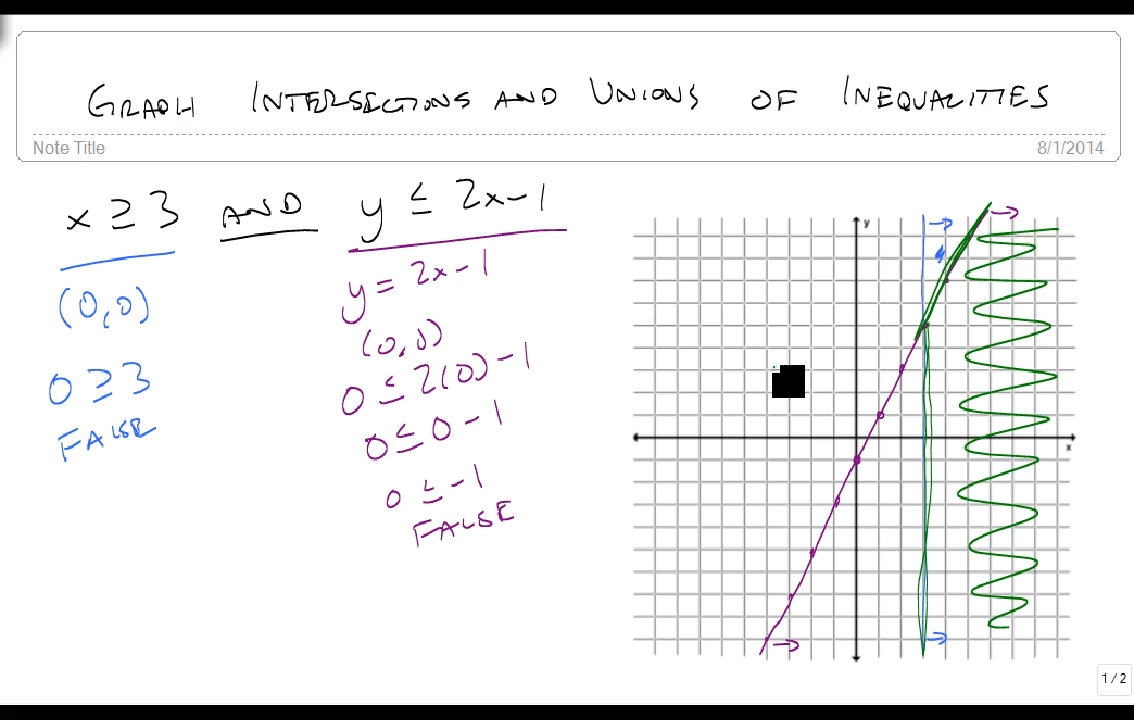 GRAPH INTERSECTIONS AND UNIONS OF INEQUALITIES
Note Title
8/1/2014
x ≥ 3 AND y ≤ 2x-1
(0,0)
0 ≥ 3
FALSE
y = 2x-1
(0,0)
0 ≤ 2(0)-1
0 ≤ 0-1
0 ≤ -1
FALSE
y
x
1/2